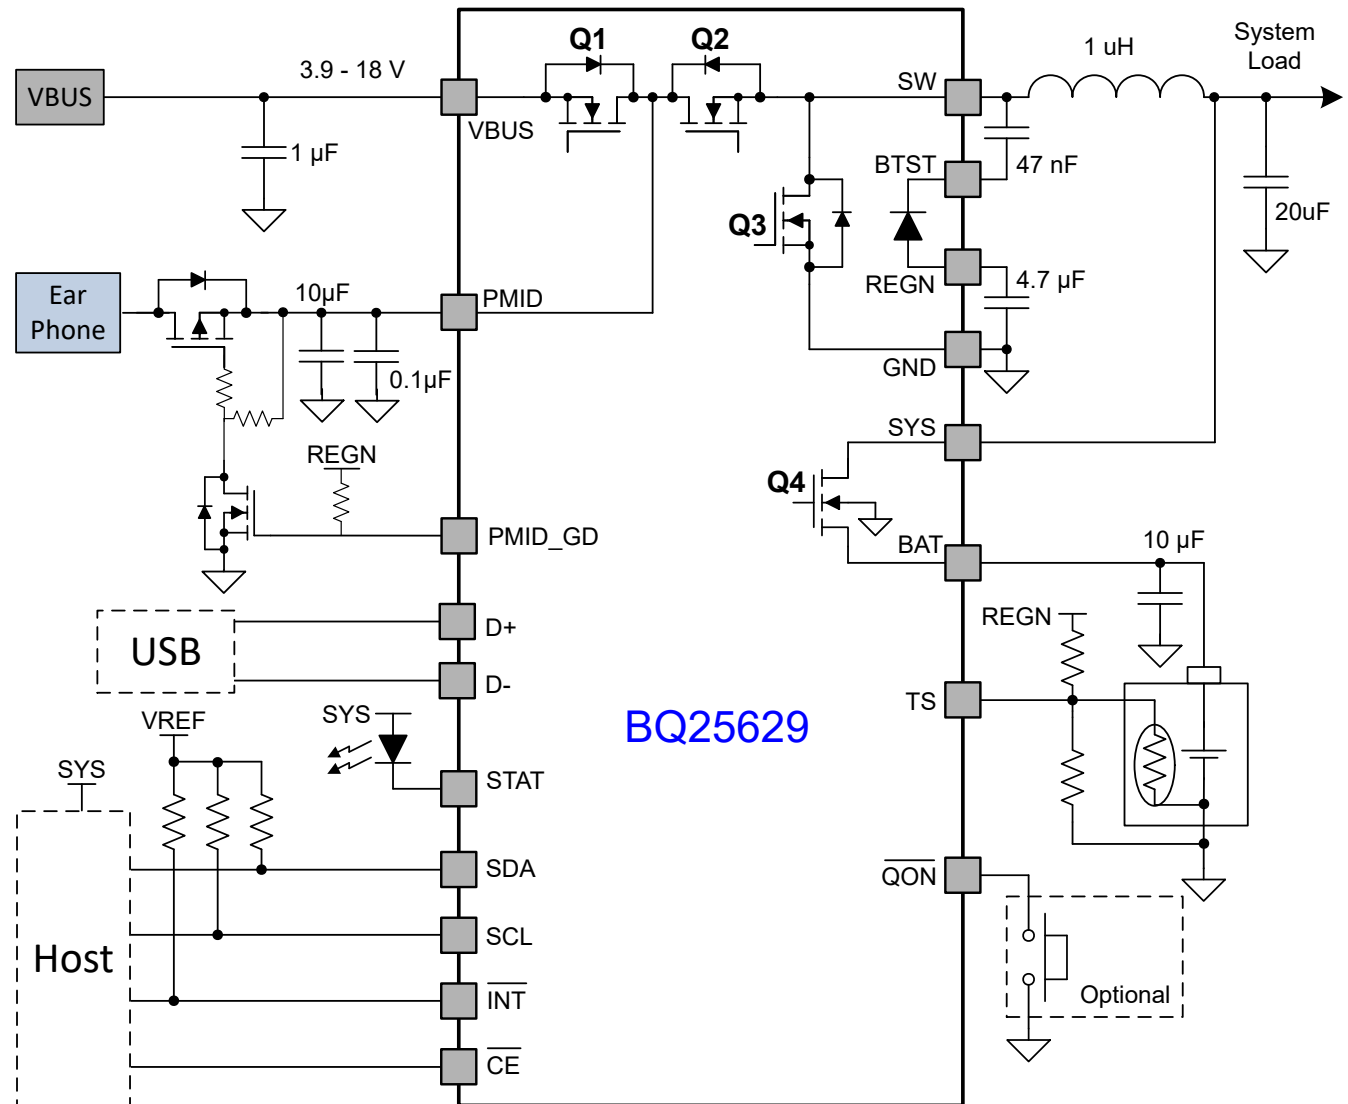 Q1
Q2
System
Load
1 uH
3.9 - 18 V
VBUS
VBUS
SW
1 µF
BTST
47 nF
20uF
Q3
REGN
4.7 µF
Ear
Phone
10µF
PMID
0.1µF
GND
SYS
REGN
Q4
PMID_GD
BAT
10 µF
REGN
USB
D+
D-
TS
VREF
SYS
BQ25629
SYS
STAT
SDA
QON
SCL
Host
INT
Optional
CE